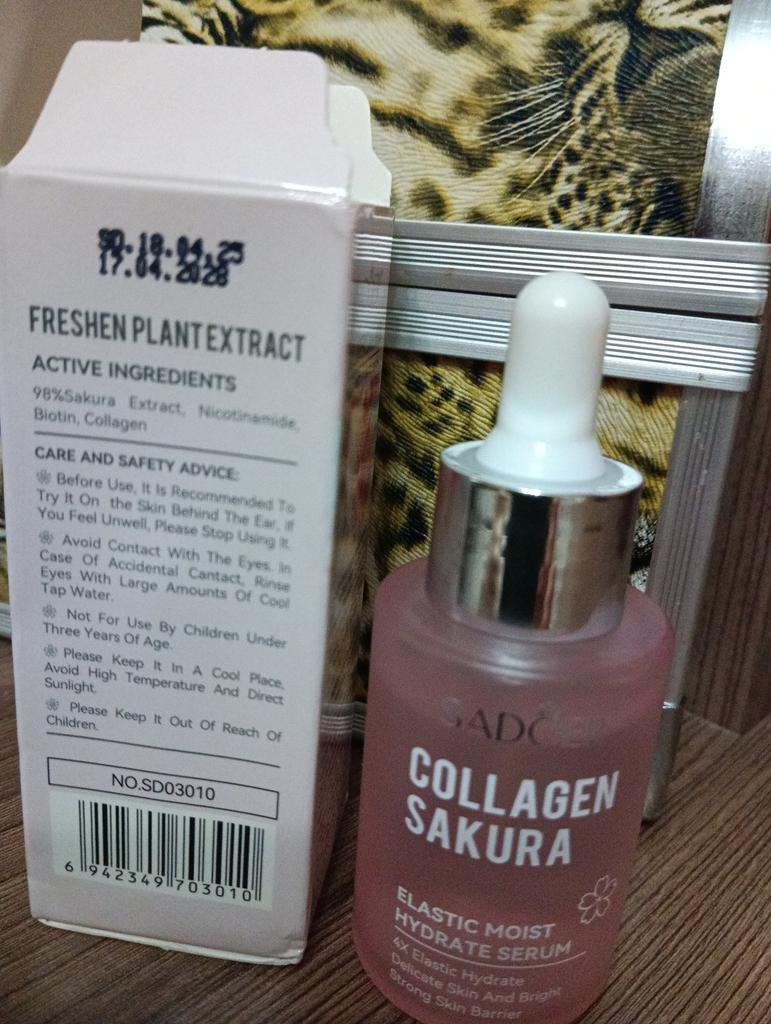 SD.18.04.25
17.04.2028
FRESHEN PLANT EXTRACT
ACTIVE INGREDIENTS
98%Sakura Extract, Nicotinamide,
Biotin, Collagen
CARE AND SAFETY ADVICE:
Before Use, It Is Recommended To
Try It On the Skin Behind The Ear, If
You Feel Unwell, Please Stop Using It.
Avoid Contact With The Eyes. In
Case Of Accidental Cantact, Rinse
Eyes With Large Amounts Of Cool
Tap Water.
Not For Use By Children Under
Three Years Of Age.
Please Keep It In A Cool Place,
Avoid High Temperature And Direct
Sunlight.
Please Keep It Out Of Reach Of
Children.
NO.SD03010
6 942349 703010
SADOER
COLLAGEN
SAKURA
ELASTIC MOIST
HYDRATE SERUM
4X Elastic Hydrate
Delicate Skin And Bright
Strong Skin Barrier